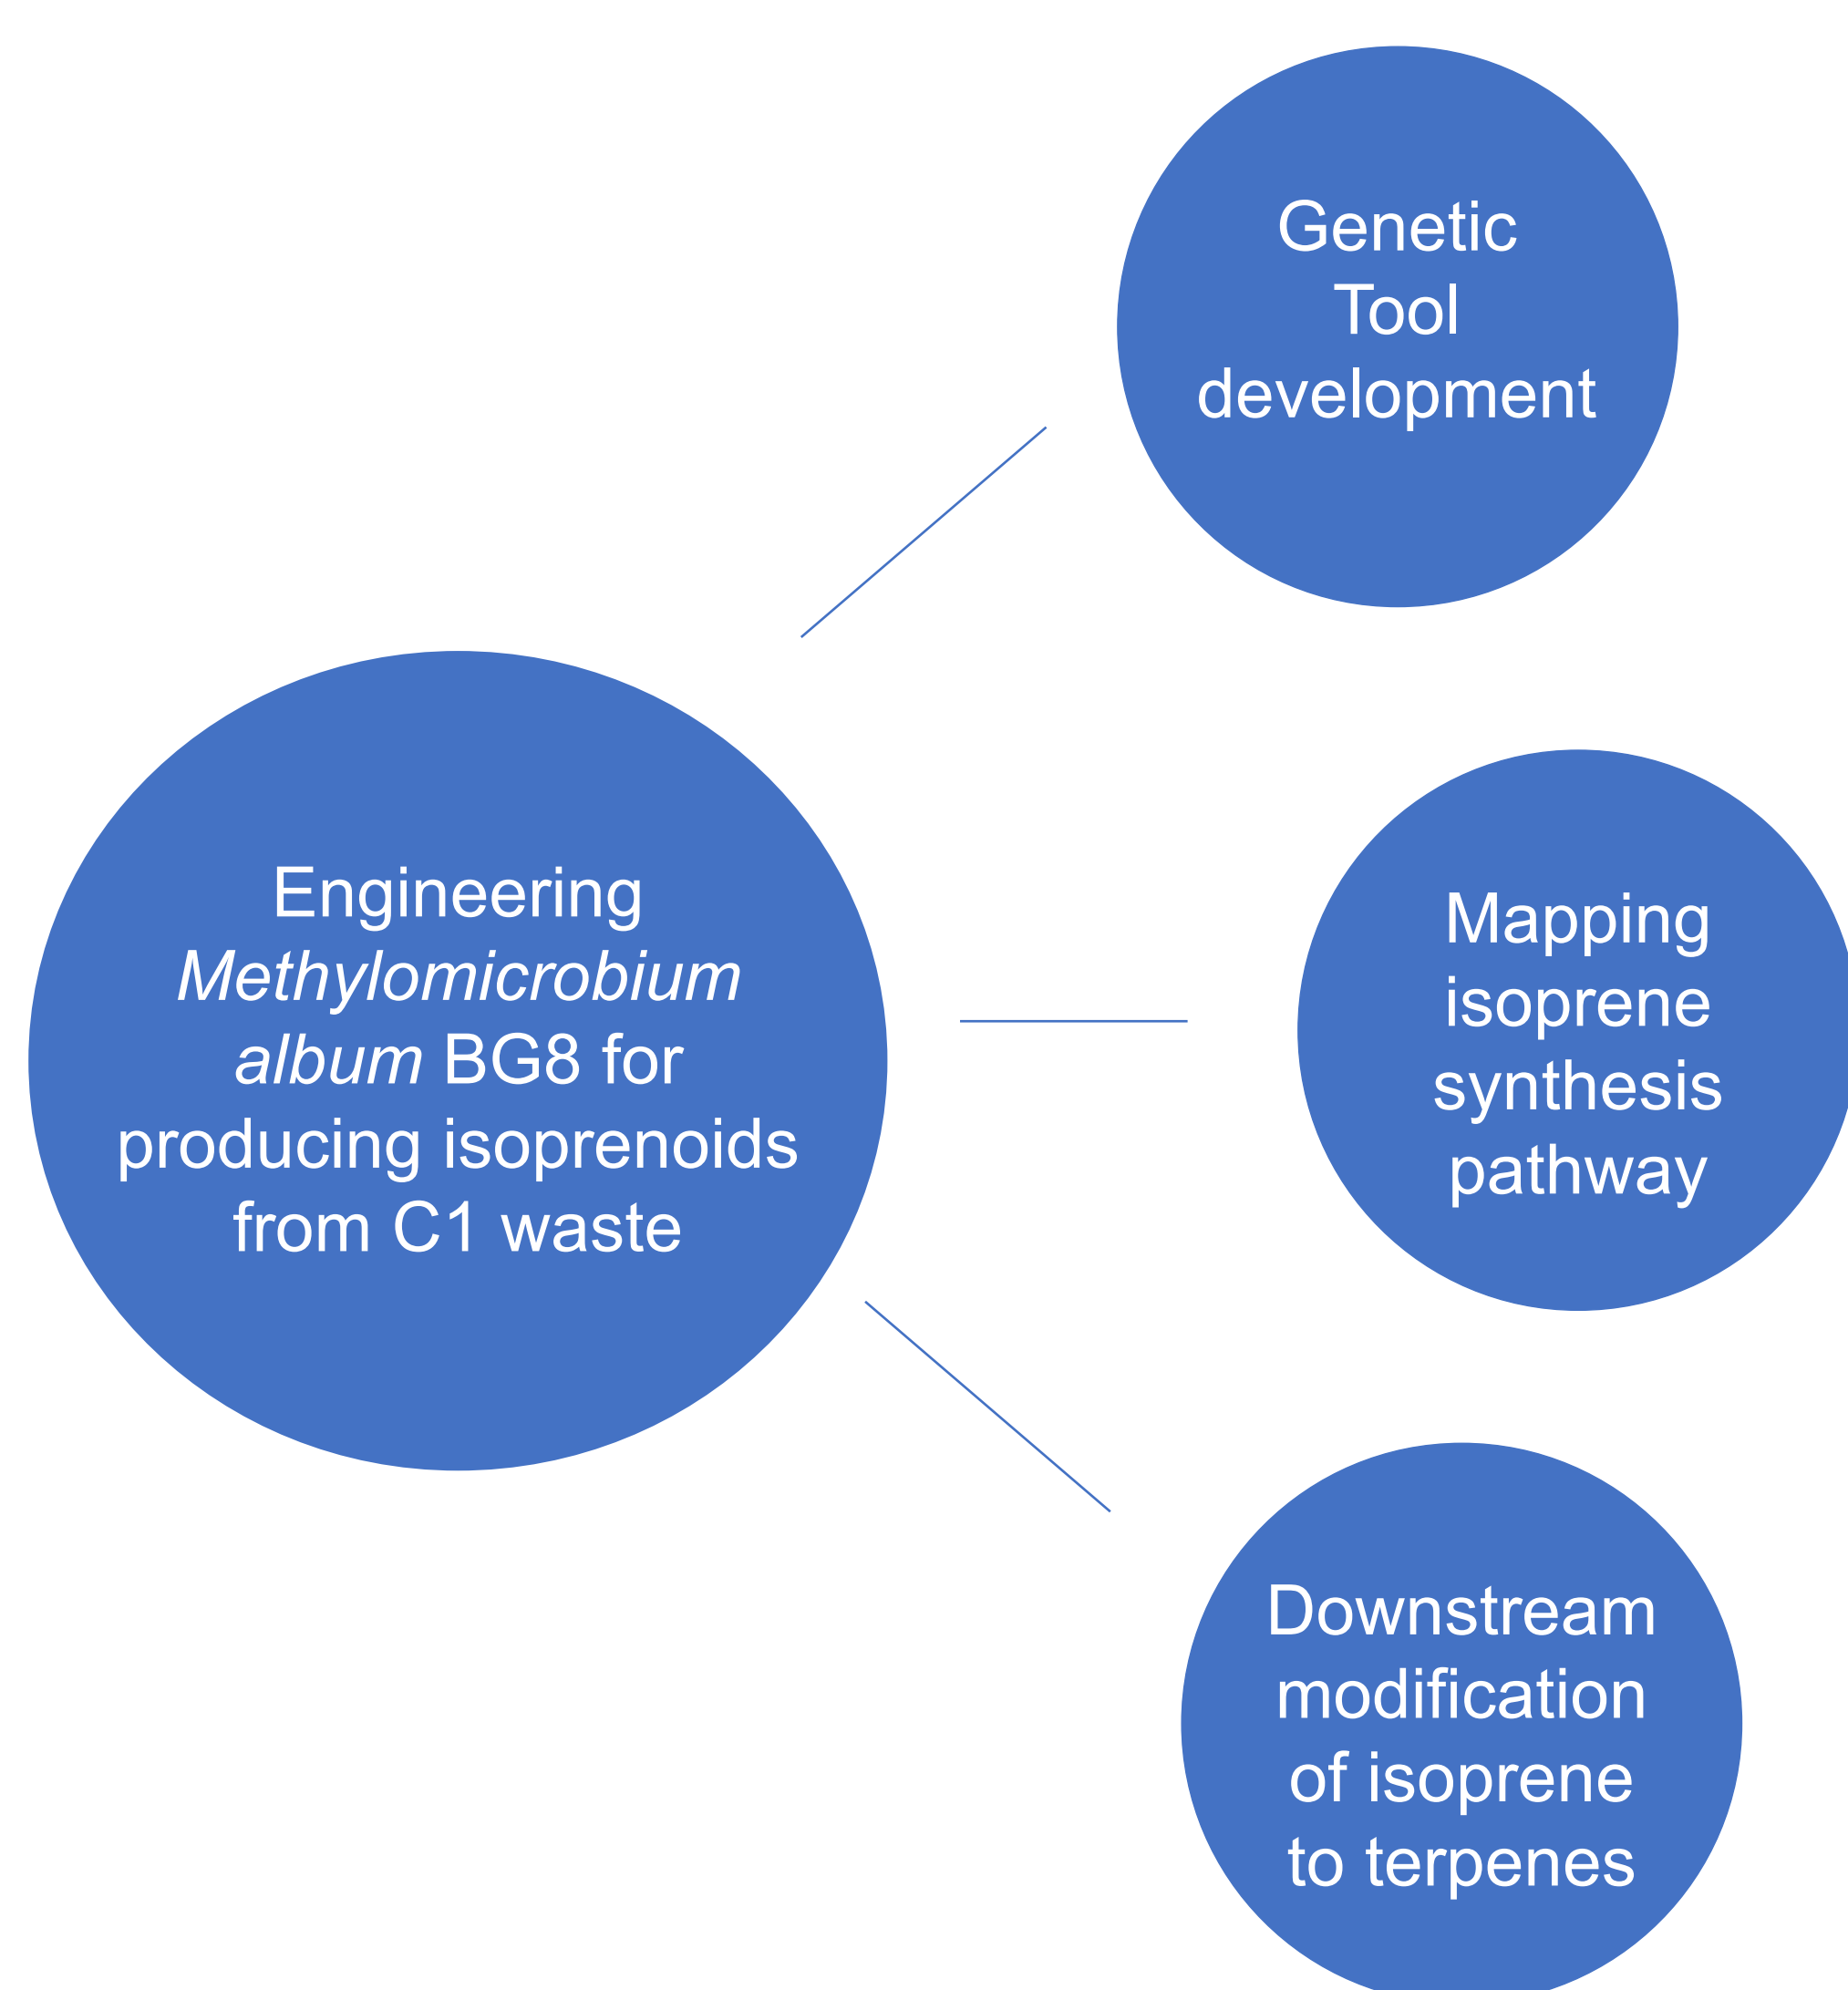 Genetic
Tool
development
Engineering
Methylomicrobium
album BG8 for
producing isoprenoids
from C1 waste
Mapping
isoprene
synthesis
pathway
Downstream
modification
of isoprene
to terpenes